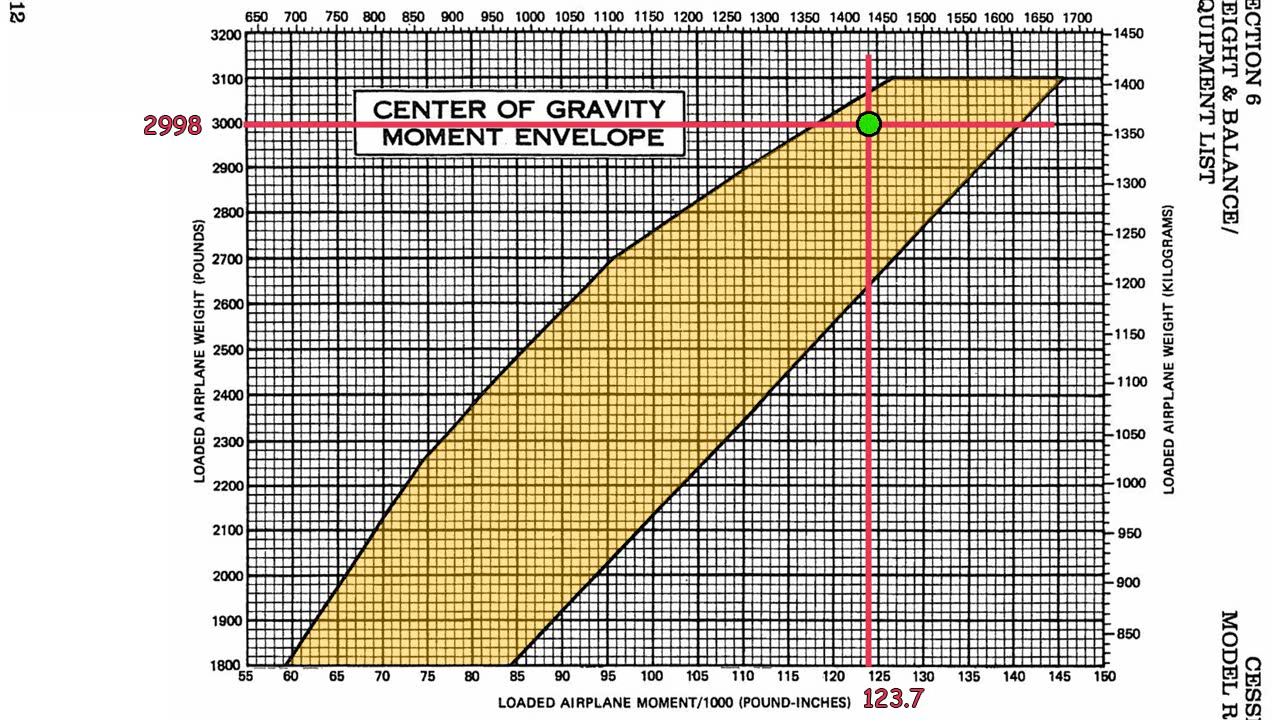 650 700 750 800 850 900 950 1000 1050 1100 1150 1200 1250 1300 1350 1400 1450 1500 1550 1600 1650 1700
3200
3100
3000
2900
2800
2700
2600
2500
2400
2300
2200
2100
2000
1900
1800
2998
LOADED AIRPLANE WEIGHT (POUNDS)
CENTER OF GRAVITY
MOMENT ENVELOPE
1450
1400
1350
1300
1250
1200
1150
1100
1050
1000
950
900
850
LOADED AIRPLANE WEIGHT (KILOGRAMS)
55 60 65 70 75 80 85 90 95 100 105 110 115 120 125 130 135 140 145 150
LOADED AIRPLANE MOMENT/1000 (POUND-INCHES)
123.7
12
ECTION 6
EIGHT & BALANCE/
QUIPMENT LIST
CESS
MODEL R